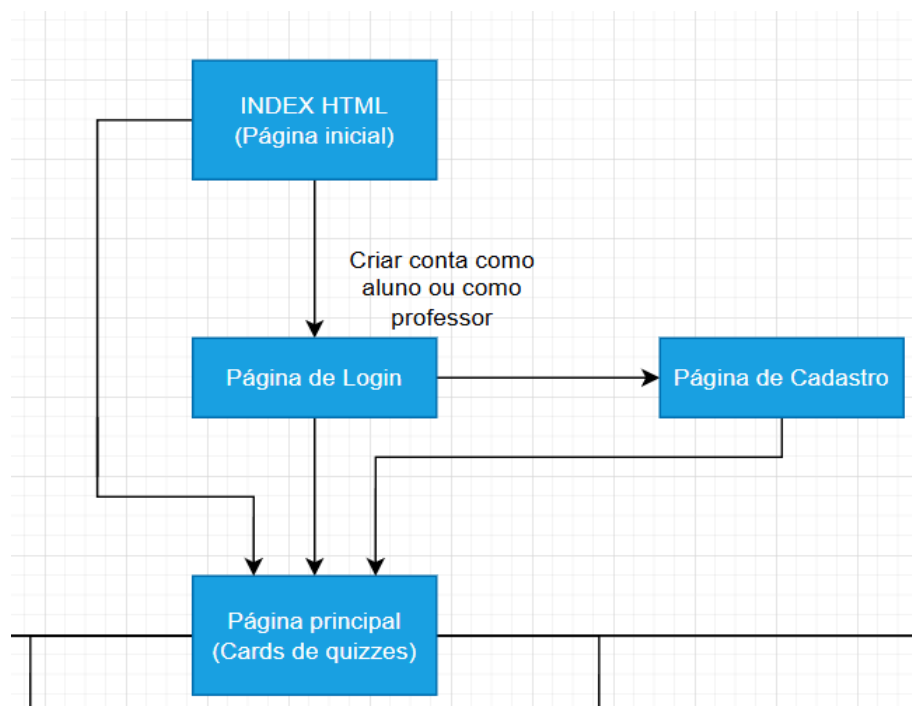 INDEX HTML
(Página inicial)
Criar conta como
aluno ou como
professor
Página de Login
Página de Cadastro
Página principal
(Cards de quizzes)